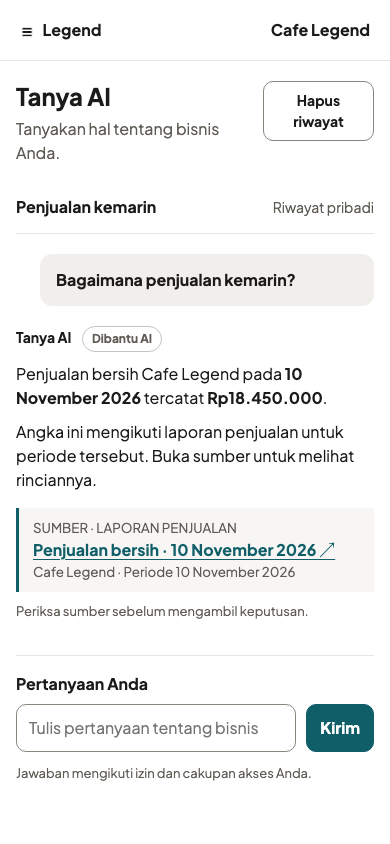 ≡ Legend
Cafe Legend
Tanya AI
Hapus
riwayat
Tanyakan hal tentang bisnis
Anda.
Penjualan kemarin
Riwayat pribadi
Bagaimana penjualan kemarin?
Tanya AI
Dibantu AI
Penjualan bersih Cafe Legend pada 10
November 2026 tercatat Rp18.450.000.
Angka ini mengikuti laporan penjualan untuk
periode tersebut. Buka sumber untuk melihat
rinciannya.
SUMBER · LAPORAN PENJUALAN
Penjualan bersih · 10 November 2026 ↗
Cafe Legend · Periode 10 November 2026
Periksa sumber sebelum mengambil keputusan.
Pertanyaan Anda
Tulis pertanyaan tentang bisnis
Kirim
Jawaban mengikuti izin dan cakupan akses Anda.